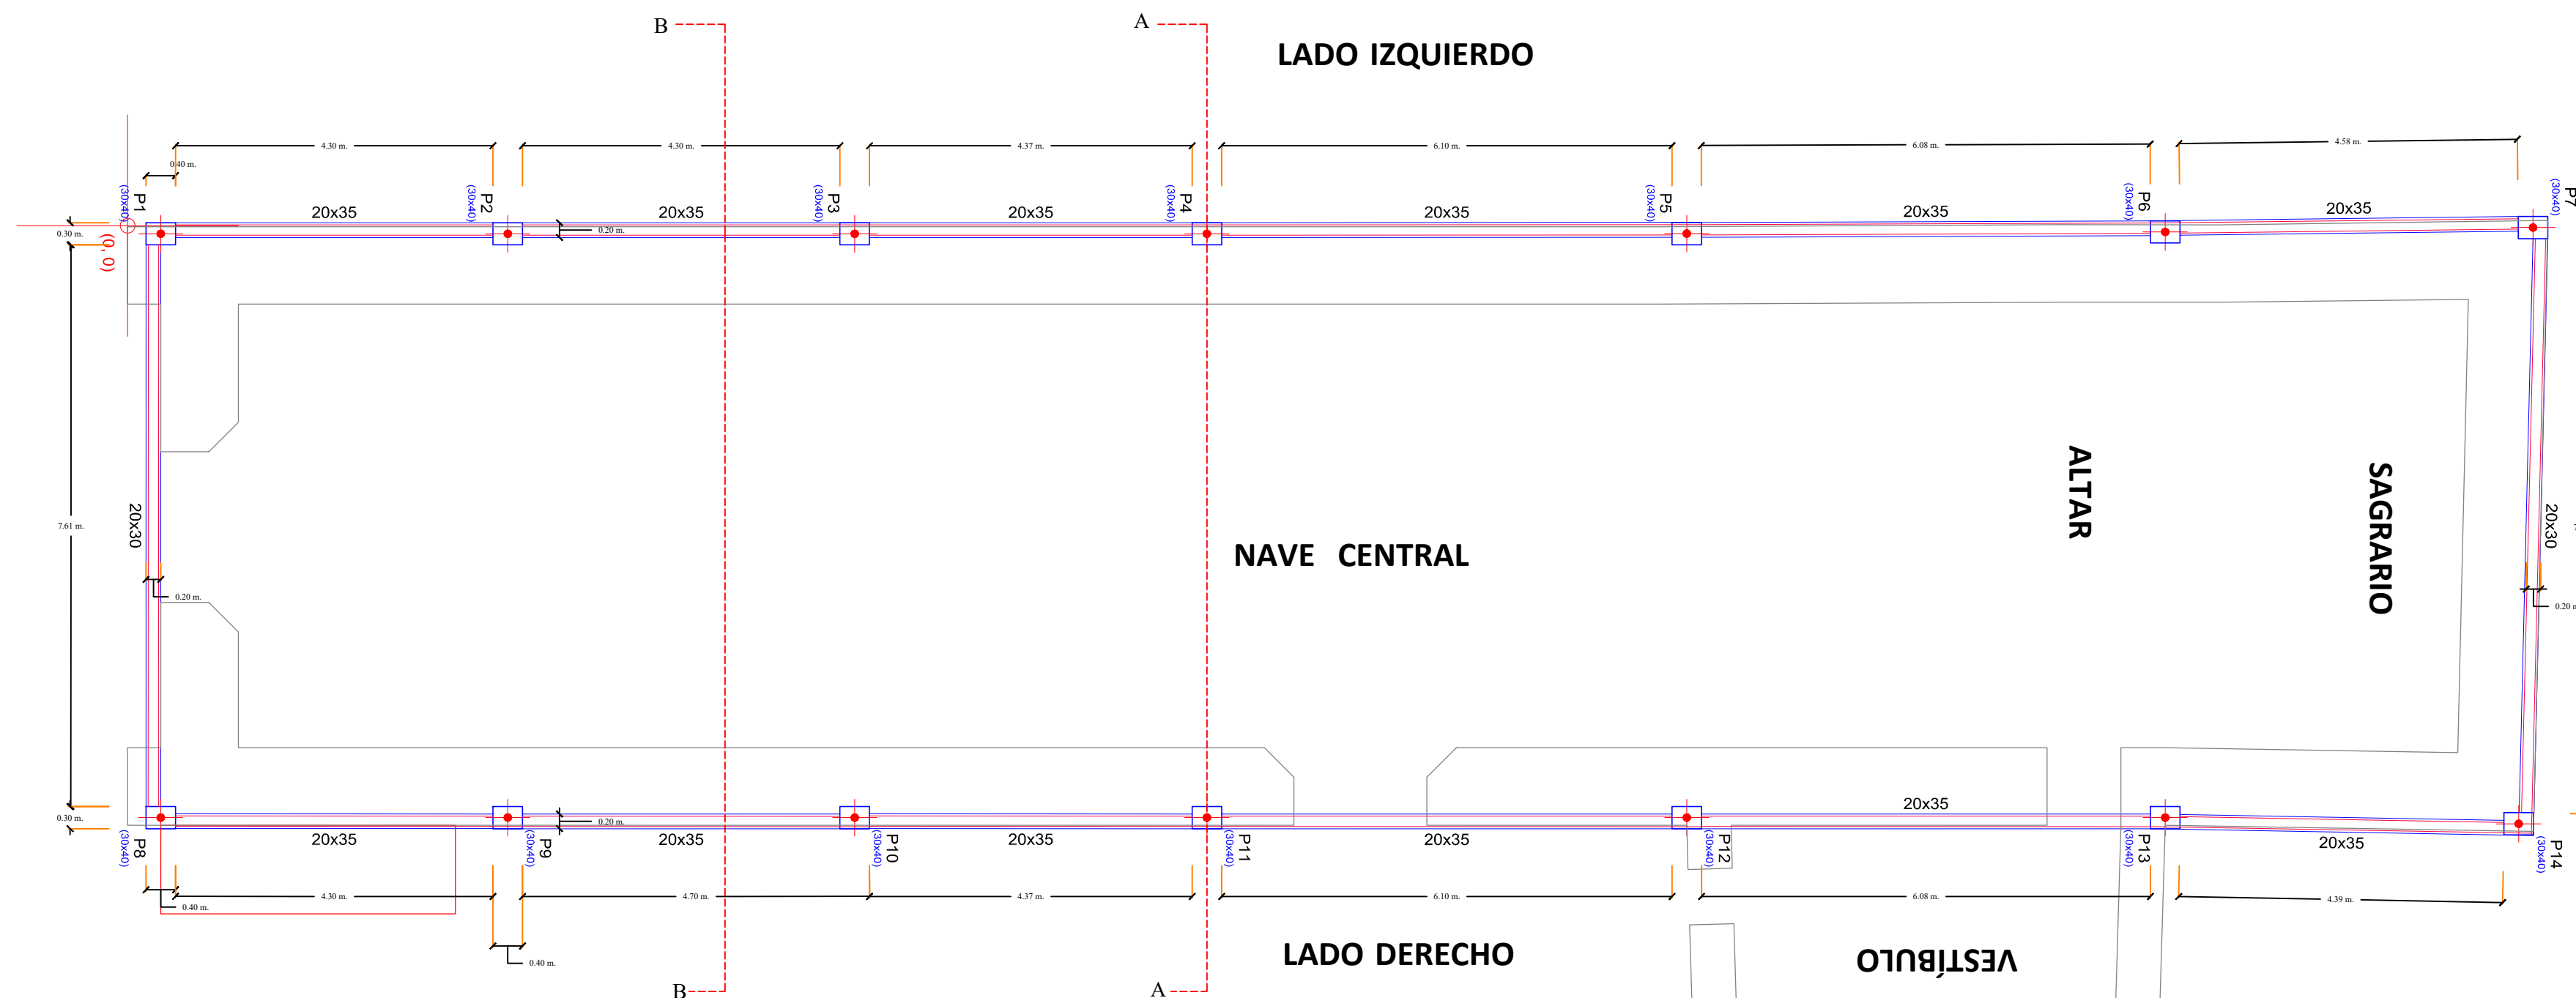 B
A
LADO IZQUIERDO
4.30 m.
4.30 m.
4.37 m.
6.10 m.
6.08 m.
4.58 m.
0.40 m.
P1
(30x40)
P2
(30x40)
P3
(30x40)
P4
(30x40)
P5
(30x40)
P6
(30x40)
P7
(30x40)
20x35
20x35
20x35
20x35
20x35
20x35
0.30 m.
(0, 0)
0.20 m.
7.61 m.
20x30
ALTAR
SAGRARIO
20x30
NAVE CENTRAL
0.20 m.
0.20 m
0.30 m.
0.20 m.
20x35
P8
(30x40)
20x35
P9
(30x40)
20x35
P10
(30x40)
20x35
P11
(30x40)
20x35
P12
(30x40)
P13
(30x40)
20x35
P14
(30x40)
4.30 m.
4.70 m.
4.37 m.
6.10 m.
6.08 m.
4.39 m.
0.40 m.
0.40 m.
LADO DERECHO
VESTÍBULO
B
A